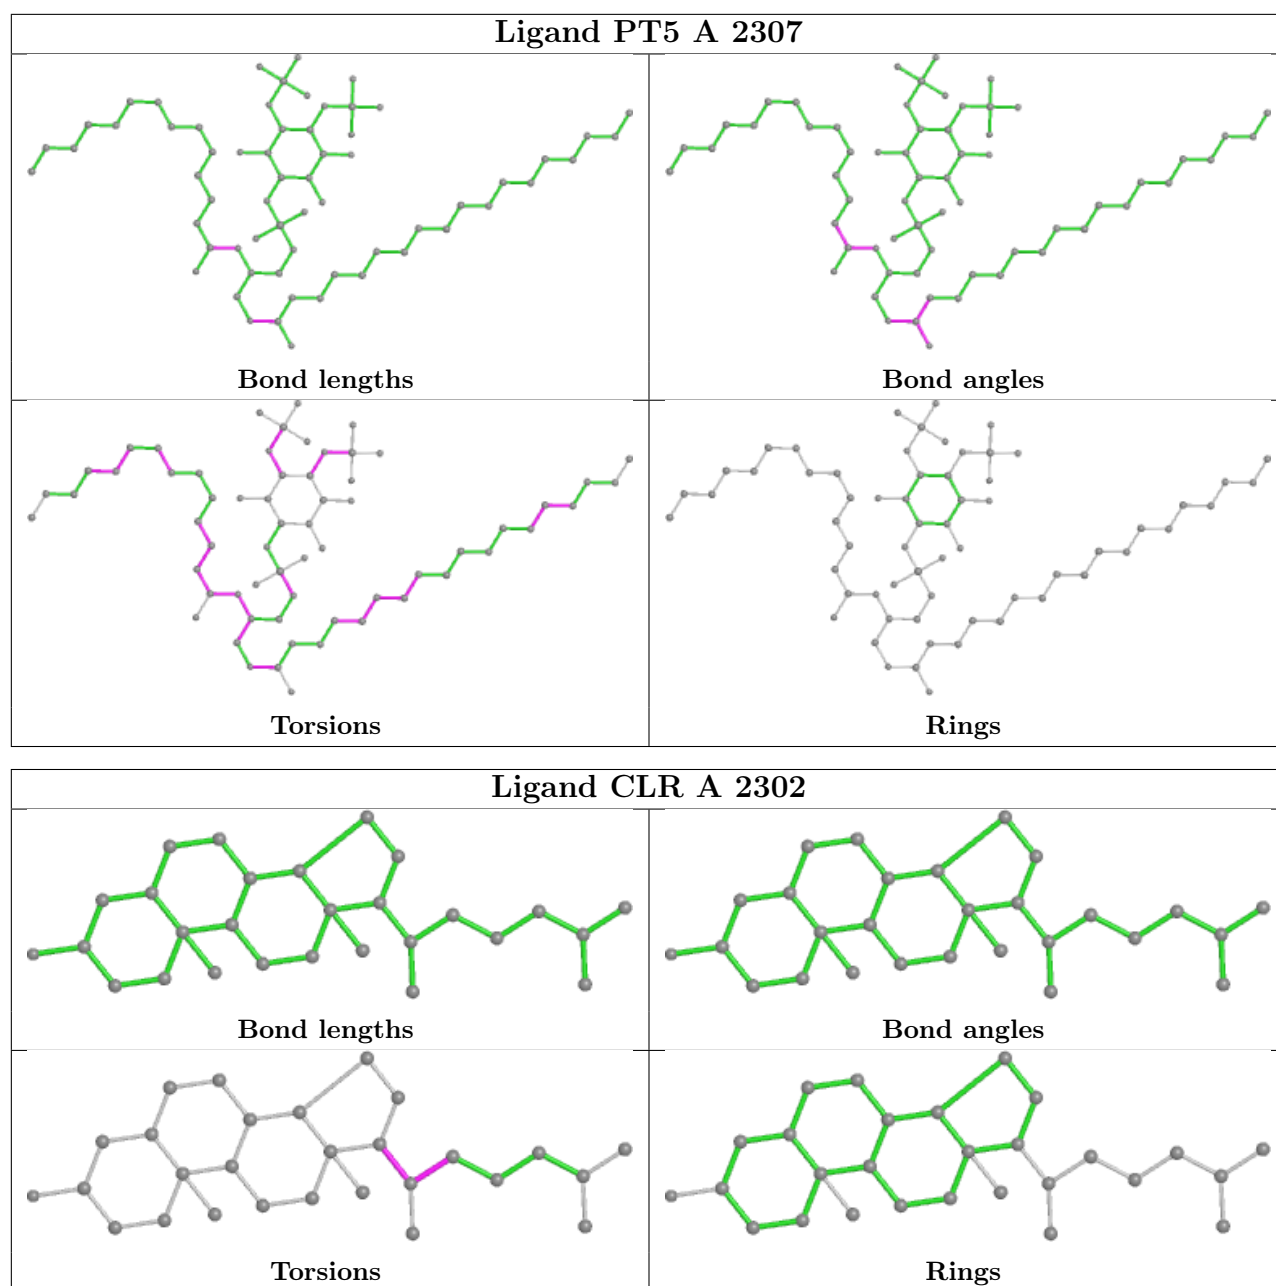 Ligand PT5 A 2307
Bond lengths
Bond angles
Torsions
Rings
Ligand CLR A 2302
Bond lengths
Bond angles
Torsions
Rings